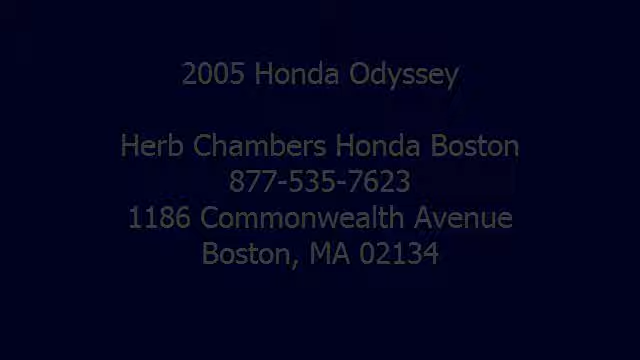 2005 Honda Odyssey
Herb Chambers Honda Boston
877-535-7623
1186 Commonwealth Avenue
Boston, MA 02134